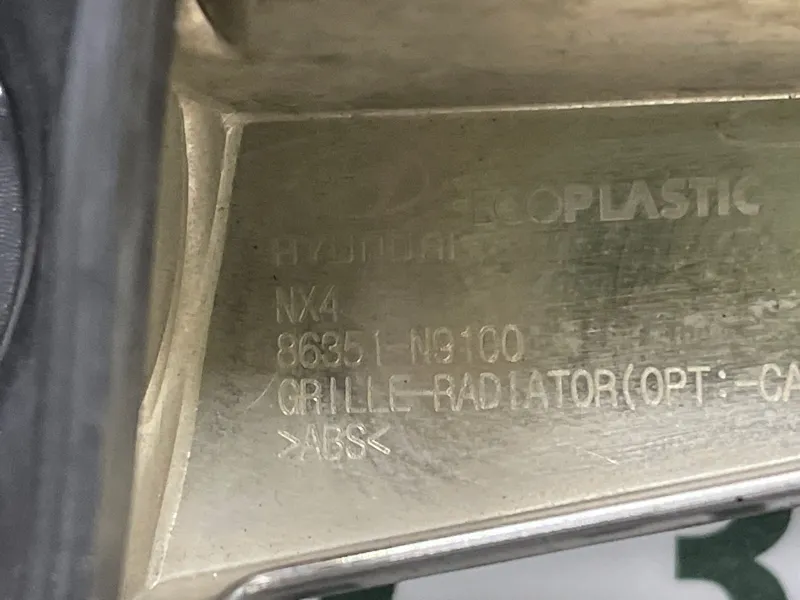 ECOPLASTIC
HYUNDAI
NX4
86351-N9100
GRILLE-RADIATOR(OPT:-CA
>ABS<